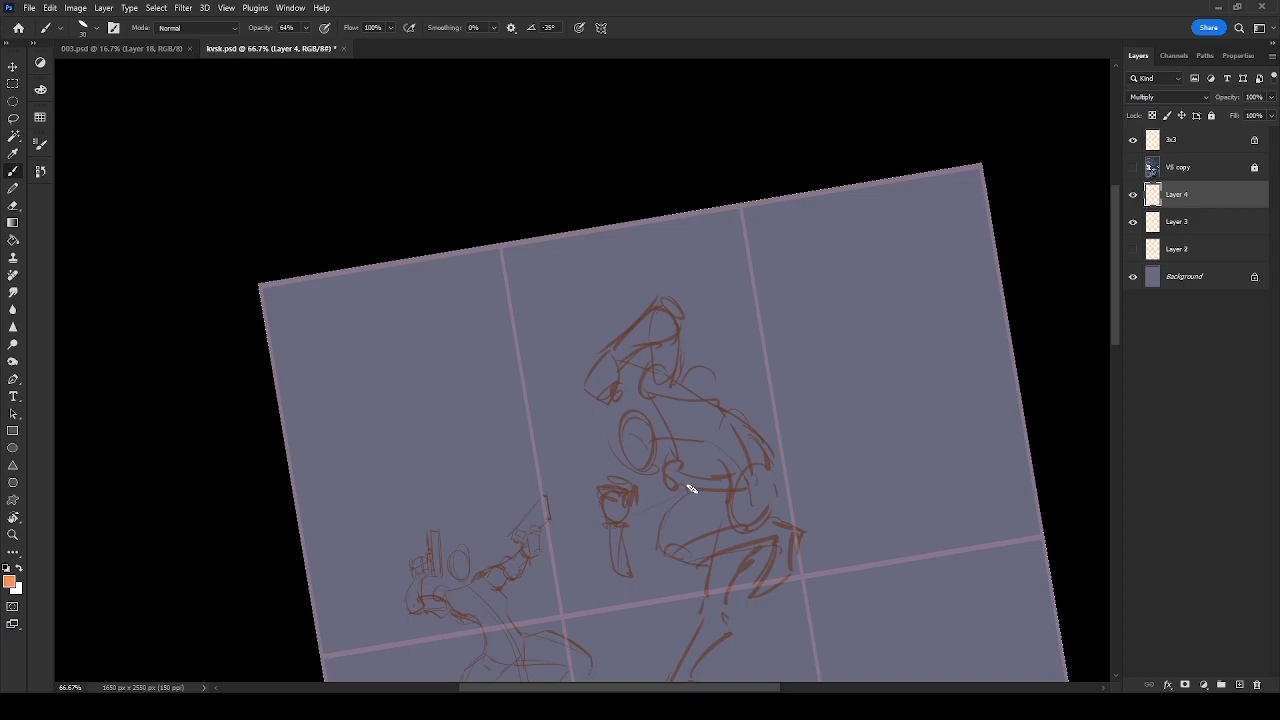 Ps File Edit Image Layer Type Select Filter 3D View Plugins Window Help
30 Mode: Normal Opacity: 64% Flow: 100% Smoothing: 0% -35° Share
003.psd @ 16.7% (Layer 18, RGB/8) × kvsk.psd @ 66.7% (Layer 4, RGB/8#) * ×
Layers Channels Paths Properties
Kind
Multiply Opacity: 100%
Lock: Fill: 100%
3x3
VS copy
Layer 4
Layer 3
Layer 2
Background
66.67% 1650 px x 2550 px (150 ppi)